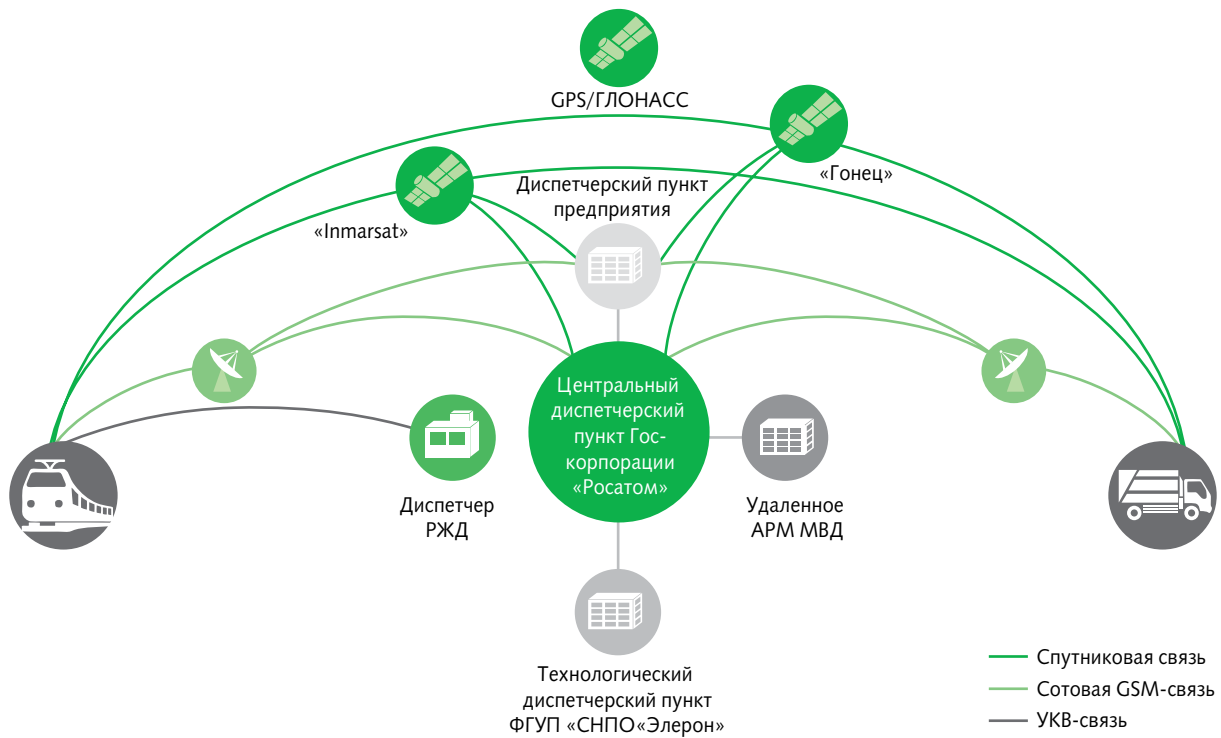 GPS/ГЛОНАСС
«Гонец»
Диспетчерский пункт
предприятия
«Inmarsat»
Центральный
диспетчерский
пункт Гос-
корпорации
«Росатом»
Диспетчер
РЖД
Удаленное
АРМ МВД
Технологический
диспетчерский пункт
ФГУП «СНПО«Элерон»
Спутниковая связь
Сотовая GSM-связь
УКВ-связь